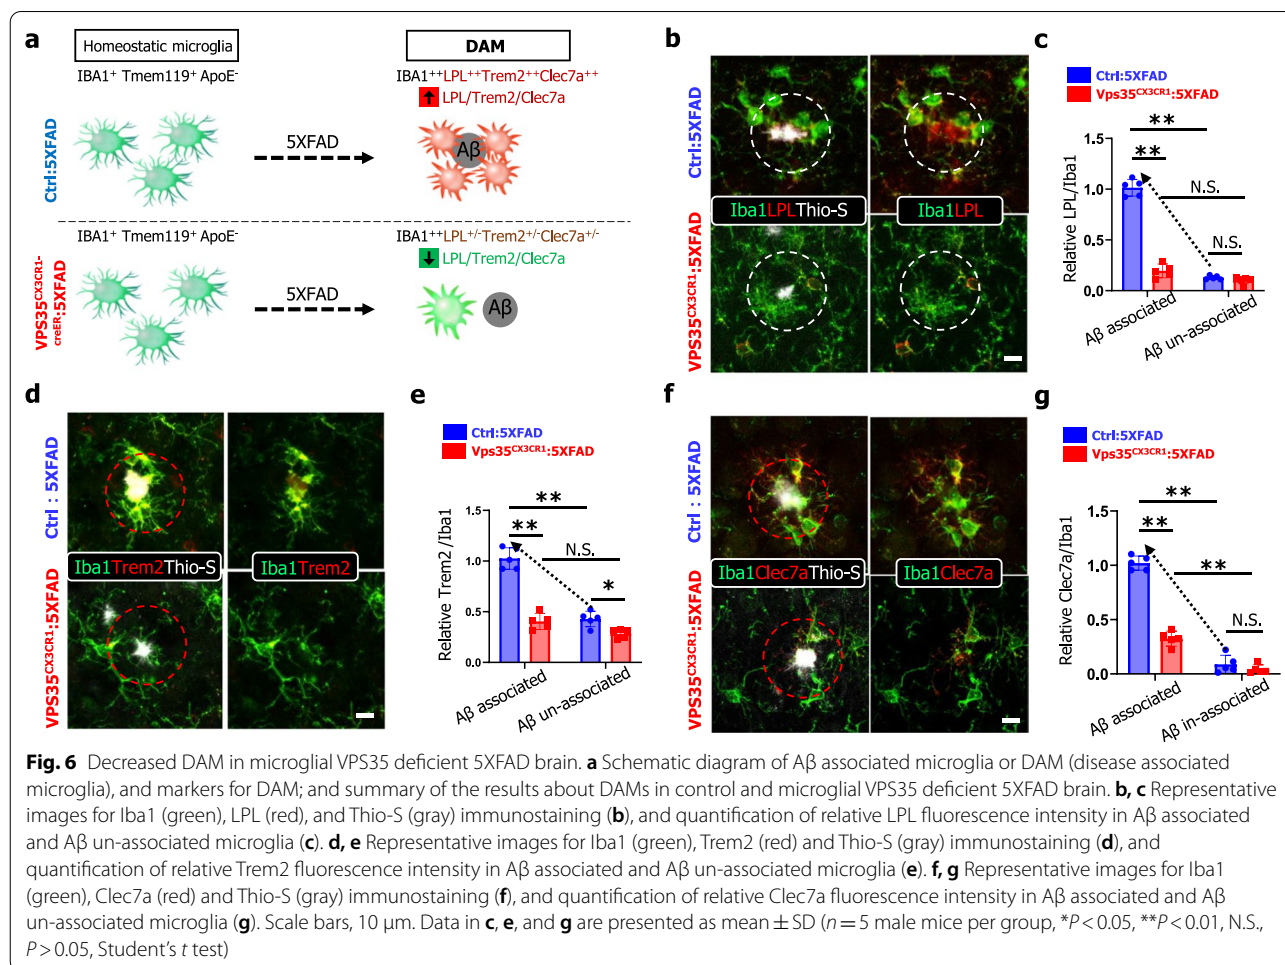 a
Homeostatic microglia
DAM
IBA1⁺ Tmem119⁺ ApoE⁻
IBA1⁺⁺LPL⁺⁺Trem2⁺⁺Clec7a⁺⁺
LPL/Trem2/Clec7a
Ctrl:5XFAD
5XFAD
Aβ
IBA1⁺ Tmem119⁺ ApoE⁻
IBA1⁺⁺LPL⁺/⁻Trem2⁺/⁻Clec7a⁺/⁻
LPL/Trem2/Clec7a
VPS35CX3CR1-
creER:5XFAD
5XFAD
Aβ
b
Ctrl:5XFAD
Iba1LPLThio-S
Iba1LPL
VPS35CX3CR1:5XFAD
c
Ctrl:5XFAD
Vps35CX3CR1:5XFAD
Relative LPL/Iba1
1.5
1.0
0.5
0.0
**
**
N.S.
N.S.
Aβ associated
Aβ un-associated
d
Ctrl : 5XFAD
Iba1Trem2Thio-S
Iba1Trem2
VPS35CX3CR1:5XFAD
e
Ctrl:5XFAD
Vps35CX3CR1:5XFAD
Relative Trem2 /Iba1
1.5
1.0
0.5
0.0
**
**
N.S.
*
Aβ associated
Aβ un-associated
f
Ctrl : 5XFAD
Iba1Clec7aThio-S
Iba1Clec7a
VPS35CX3CR1:5XFAD
g
Ctrl:5XFAD
Vps35CX3CR1:5XFAD
Relative Clec7a/Iba1
1.5
1.0
0.5
0.0
**
**
**
N.S.
Aβ associated
Aβ in-associated
Fig. 6 Decreased DAM in microglial VPS35 deficient 5XFAD brain. a Schematic diagram of Aβ associated microglia or DAM (disease associated
microglia), and markers for DAM; and summary of the results about DAMs in control and microglial VPS35 deficient 5XFAD brain. b, c Representative
images for Iba1 (green), LPL (red), and Thio-S (gray) immunostaining (b), and quantification of relative LPL fluorescence intensity in Aβ associated
and Aβ un-associated microglia (c). d, e Representative images for Iba1 (green), Trem2 (red) and Thio-S (gray) immunostaining (d), and
quantification of relative Trem2 fluorescence intensity in Aβ associated and Aβ un-associated microglia (e). f, g Representative images for Iba1
(green), Clec7a (red) and Thio-S (gray) immunostaining (f), and quantification of relative Clec7a fluorescence intensity in Aβ associated and Aβ
un-associated microglia (g). Scale bars, 10 μm. Data in c, e, and g are presented as mean ± SD (n = 5 male mice per group, *P < 0.05, **P < 0.01, N.S.,
P > 0.05, Student's t test)